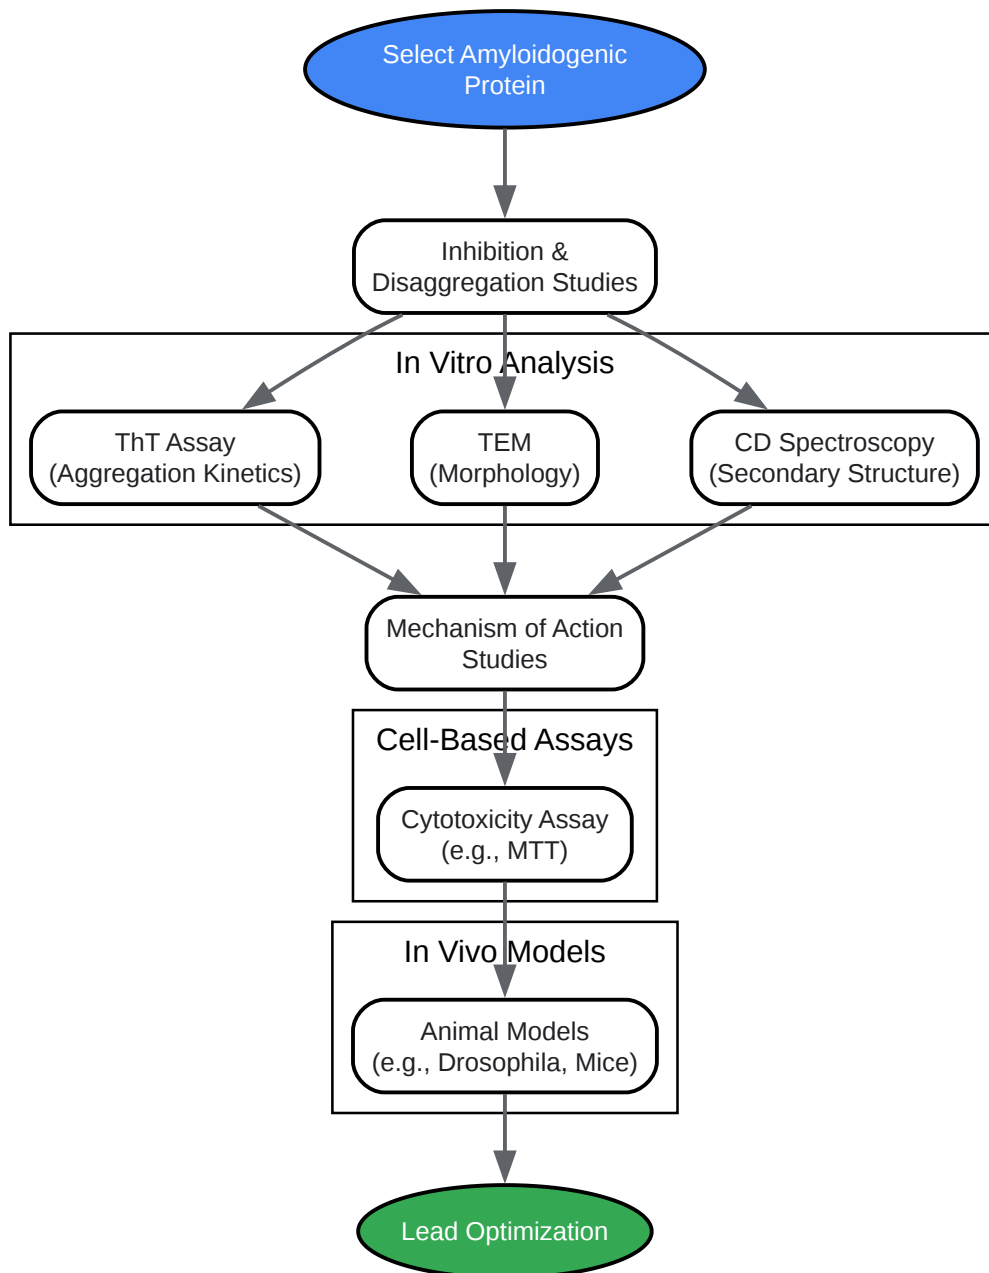 Select Amyloidogenic
Protein
Inhibition &
Disaggregation Studies
In Vitro Analysis
ThT Assay
(Aggregation Kinetics)
TEM
(Morphology)
CD Spectroscopy
(Secondary Structure)
Mechanism of Action
Studies
Cell-Based Assays
Cytotoxicity Assay
(e.g., MTT)
In Vivo Models
Animal Models
(e.g., Drosophila, Mice)
Lead Optimization